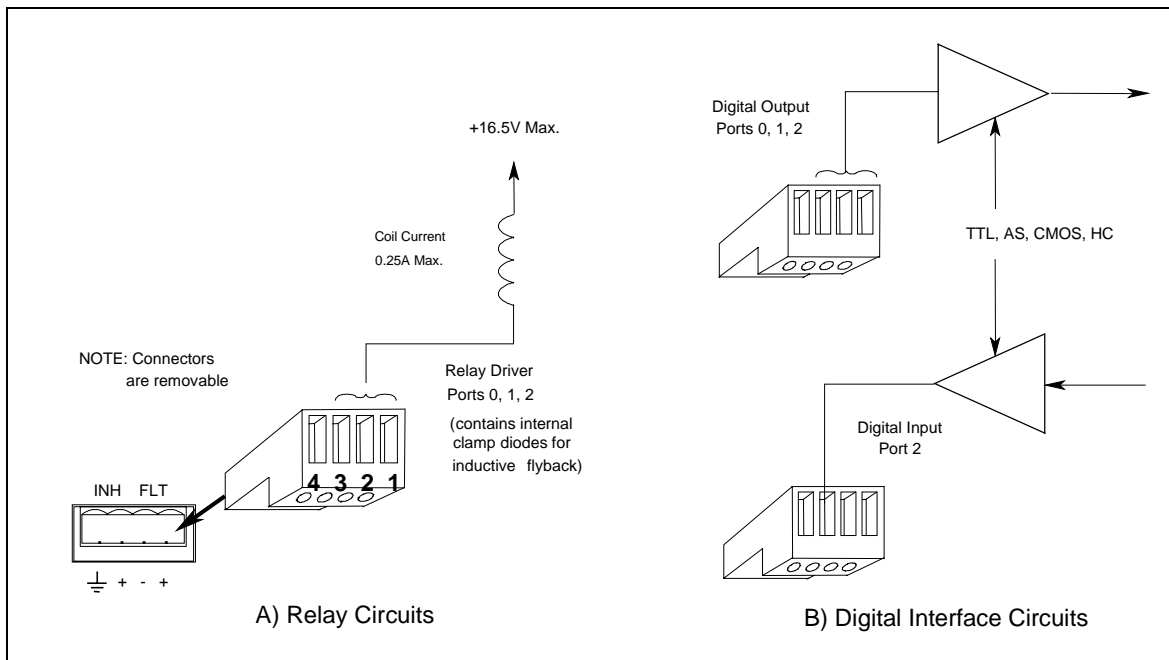 +16.5V Max.
Coil Current
0.25A Max.
NOTE: Connectors
are removable
Relay Driver
Ports 0, 1, 2
(contains internal
clamp diodes for
inductive flyback)
4 3 2 1
INH FLT
+ - +
A) Relay Circuits
Digital Output
Ports 0, 1, 2
TTL, AS, CMOS, HC
Digital Input
Port 2
B) Digital Interface Circuits